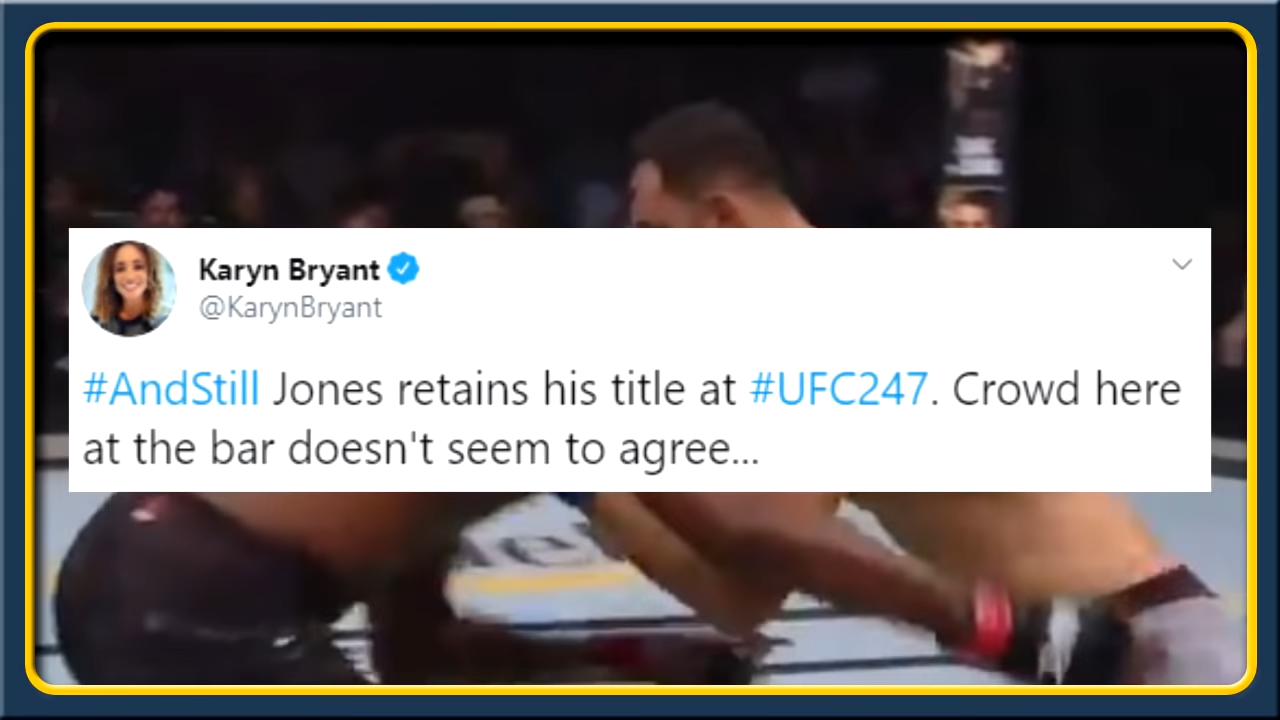 Karyn Bryant
@KarynBryant
#AndStill Jones retains his title at #UFC247. Crowd here
at the bar doesn't seem to agree...